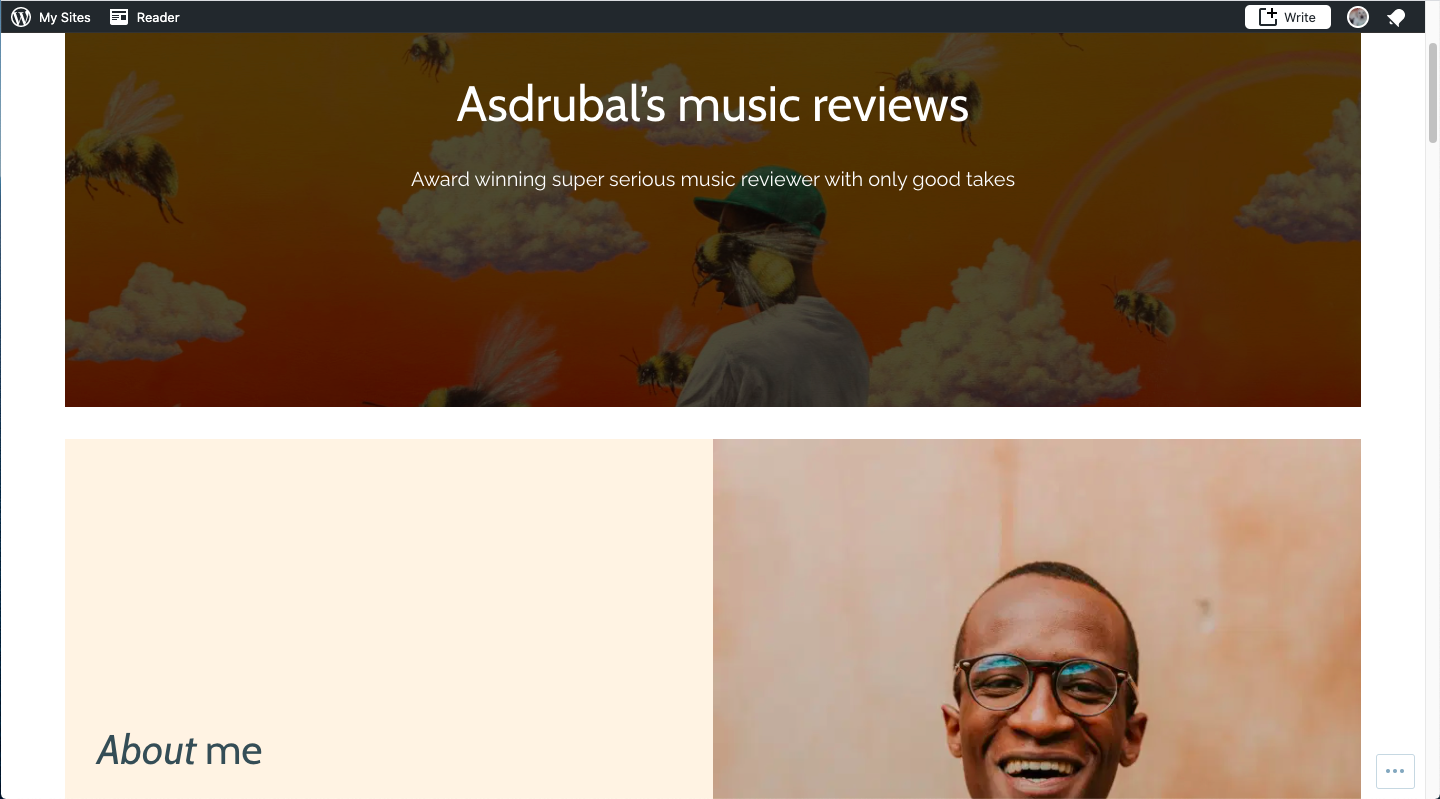 My Sites
Reader
Write
Asdrubal’s music reviews
Award winning super serious music reviewer with only good takes
About me